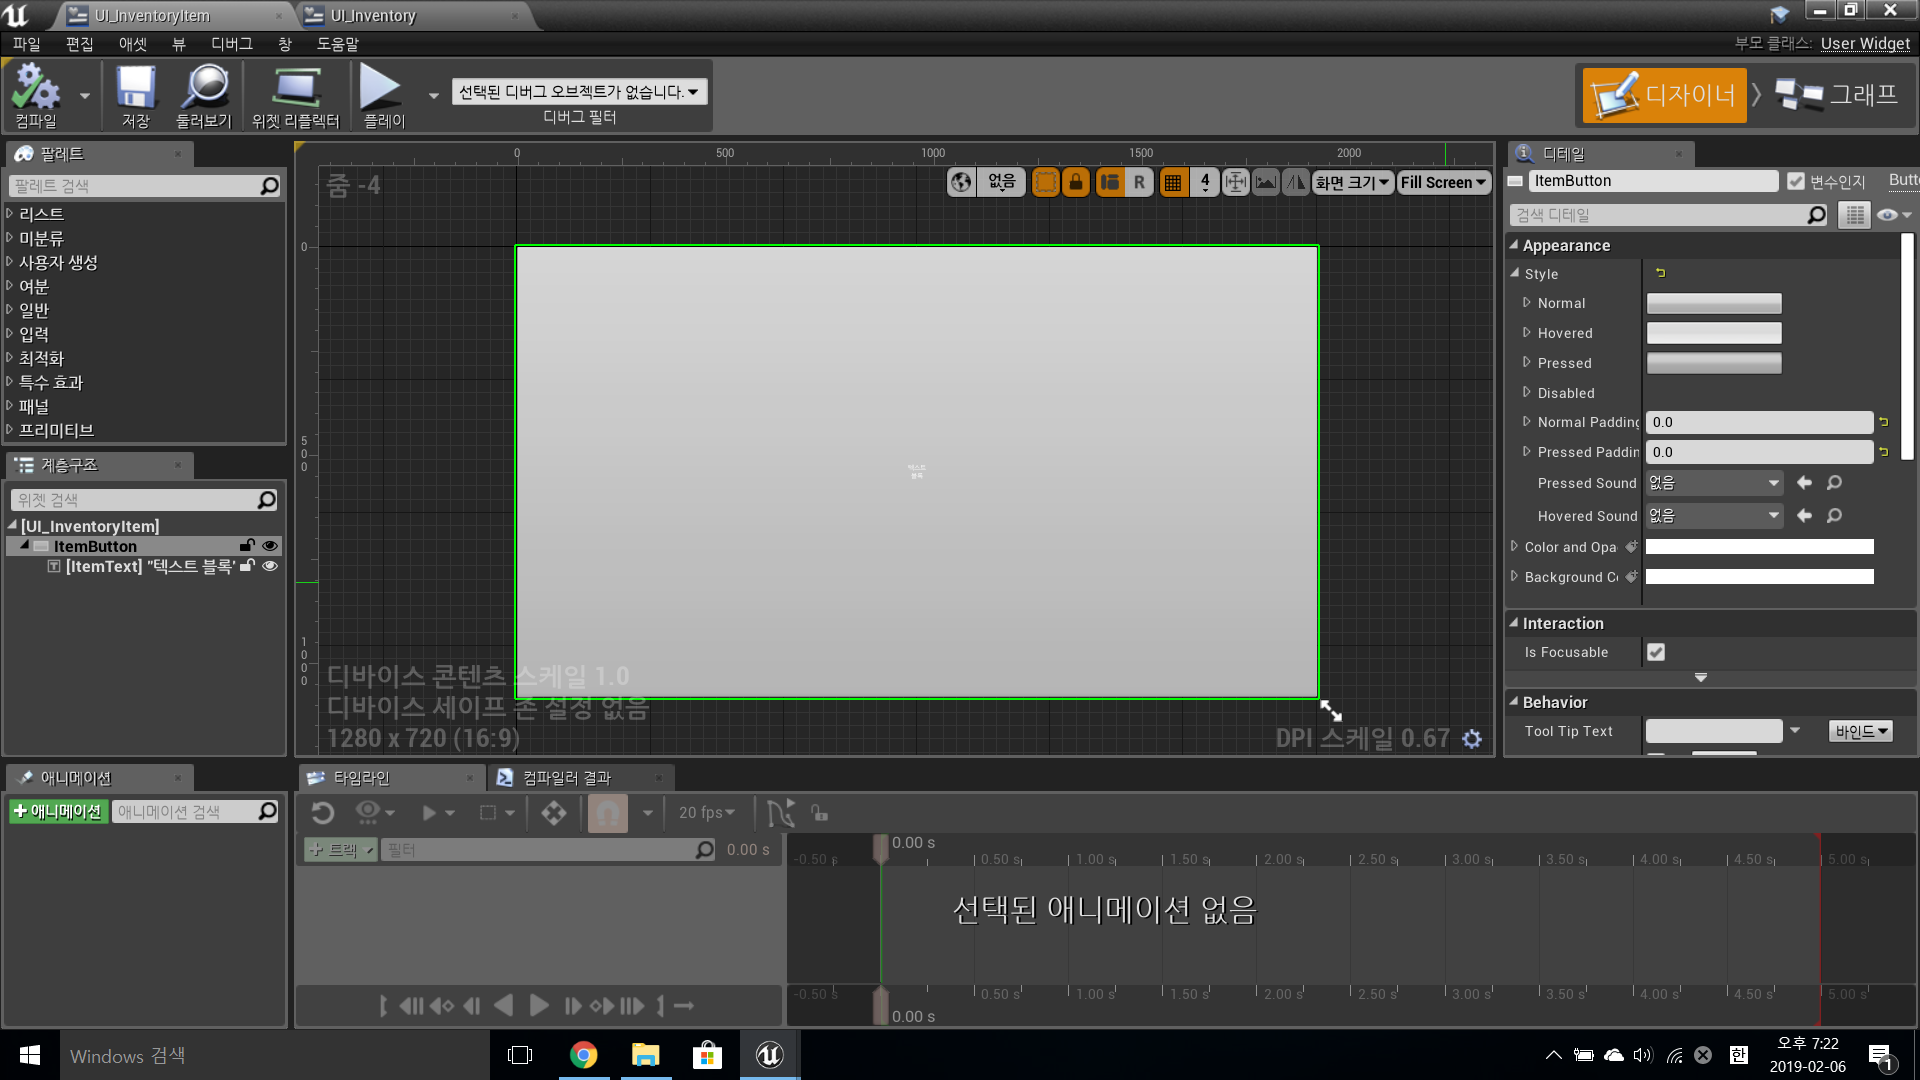 UI_InventoryItem
UI_Inventory
파일 편집 애셋 뷰 디버그 창 도움말
부모 클래스: User Widget
컴파일
저장
둘러보기
위젯 리플렉터
플레이
선택된 디버그 오브젝트가 없습니다.
디버그 필터
디자이너
그래프
팔레트
팔레트 검색
리스트
미분류
사용자 생성
여분
일반
입력
최적화
특수 효과
패널
프리미티브
계층구조
위젯 검색
[UI_InventoryItem]
ItemButton
[ItemText] "텍스트 블록"
0 500 1000 1500 2000
줌 -4
없음
R
4
화면 크기
Fill Screen
0
500
1000
텍스트
블록
디바이스 콘텐츠 스케일 1.0
디바이스 세이프 존 설정 없음
1280 x 720 (16:9)
DPI 스케일 0.67
디테일
ItemButton
변수인지
Butt
검색 디테일
Appearance
Style
Normal
Hovered
Pressed
Disabled
Normal Padding 0.0
Pressed Paddin 0.0
Pressed Sound 없음
Hovered Sound 없음
Color and Opa
Background Co
Interaction
Is Focusable
Behavior
Tool Tip Text
바인드
애니메이션
애니메이션
애니메이션 검색
타임라인
컴파일러 결과
20 fps
트랙
필터
0.00 s
0.00 s
-0.50 s 0.50 s 1.00 s 1.50 s 2.00 s 2.50 s 3.00 s 3.50 s 4.00 s 4.50 s 5.00 s
선택된 애니메이션 없음
-0.50 s 0.50 s 1.00 s 1.50 s 2.00 s 2.50 s 3.00 s 3.50 s 4.00 s 4.50 s 5.00 s
0.00 s
Windows 검색
한
오후 7:22
2019-02-06
1